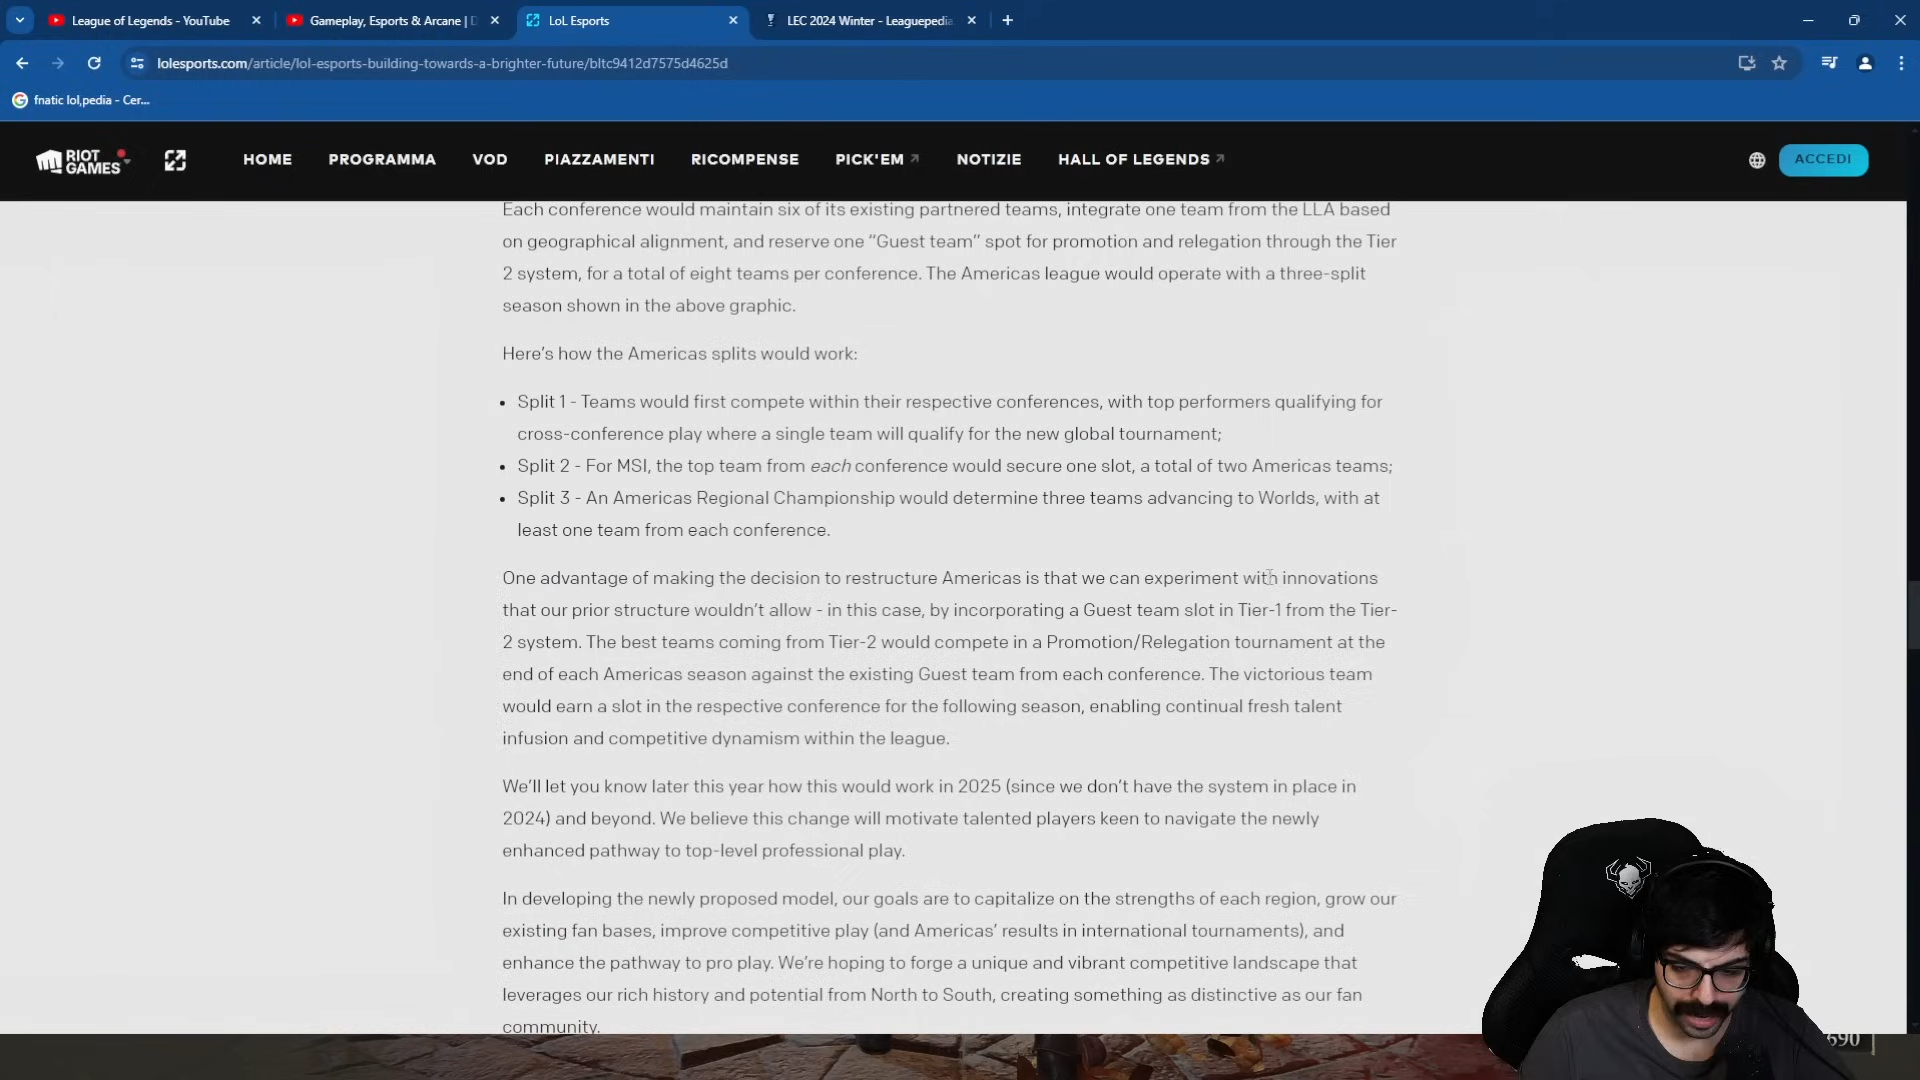 League of Legends - YouTube
Gameplay, Esports & Arcane |
LoL Esports
LEC 2024 Winter - Leaguepedia
lolesports.com/article/lol-esports-building-towards-a-brighter-future/bltc9412d7575d4625d
fnatic lol,pedia - Cer...
RIOT GAMES
HOME
PROGRAMMA
VOD
PIAZZAMENTI
RICOMPENSE
PICK'EM
NOTIZIE
HALL OF LEGENDS
ACCEDI
Each conference would maintain six of its existing partnered teams, integrate one team from the LLA based
on geographical alignment, and reserve one “Guest team” spot for promotion and relegation through the Tier
2 system, for a total of eight teams per conference. The Americas league would operate with a three-split
season shown in the above graphic.
Here’s how the Americas splits would work:
• Split 1 - Teams would first compete within their respective conferences, with top performers qualifying for
cross-conference play where a single team will qualify for the new global tournament;
• Split 2 - For MSI, the top team from each conference would secure one slot, a total of two Americas teams;
• Split 3 - An Americas Regional Championship would determine three teams advancing to Worlds, with at
least one team from each conference.
One advantage of making the decision to restructure Americas is that we can experiment with innovations
that our prior structure wouldn’t allow - in this case, by incorporating a Guest team slot in Tier-1 from the Tier-
2 system. The best teams coming from Tier-2 would compete in a Promotion/Relegation tournament at the
end of each Americas season against the existing Guest team from each conference. The victorious team
would earn a slot in the respective conference for the following season, enabling continual fresh talent
infusion and competitive dynamism within the league.
We’ll let you know later this year how this would work in 2025 (since we don’t have the system in place in
2024) and beyond. We believe this change will motivate talented players keen to navigate the newly
enhanced pathway to top-level professional play.
In developing the newly proposed model, our goals are to capitalize on the strengths of each region, grow our
existing fan bases, improve competitive play (and Americas’ results in international tournaments), and
enhance the pathway to pro play. We’re hoping to forge a unique and vibrant competitive landscape that
leverages our rich history and potential from North to South, creating something as distinctive as our fan
community.
690